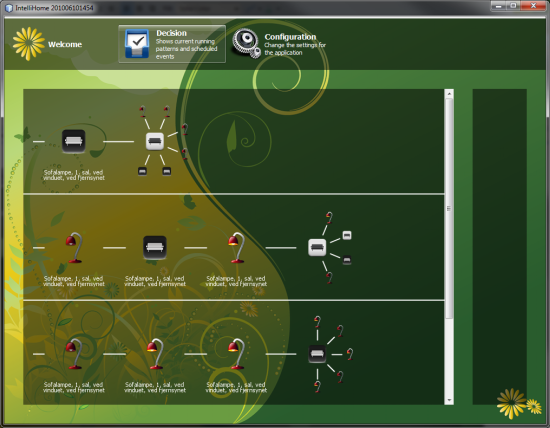 IntelliHome 201006101454
Welcome
Decision
Shows current running
patterns and scheduled
events
Configuration
Change the settings for
the application
Sofalampe, 1, sal, ved
vinduet, ved fjernsynet
Sofalampe, 1, sal, ved
vinduet, ved fjernsynet
Sofalampe, 1, sal, ved
vinduet, ved fjernsynet
Sofalampe, 1, sal, ved
vinduet, ved fjernsynet
Sofalampe, 1, sal, ved
vinduet, ved fjernsynet
Sofalampe, 1, sal, ved
vinduet, ved fjernsynet
Sofalampe, 1, sal, ved
vinduet, ved fjernsynet